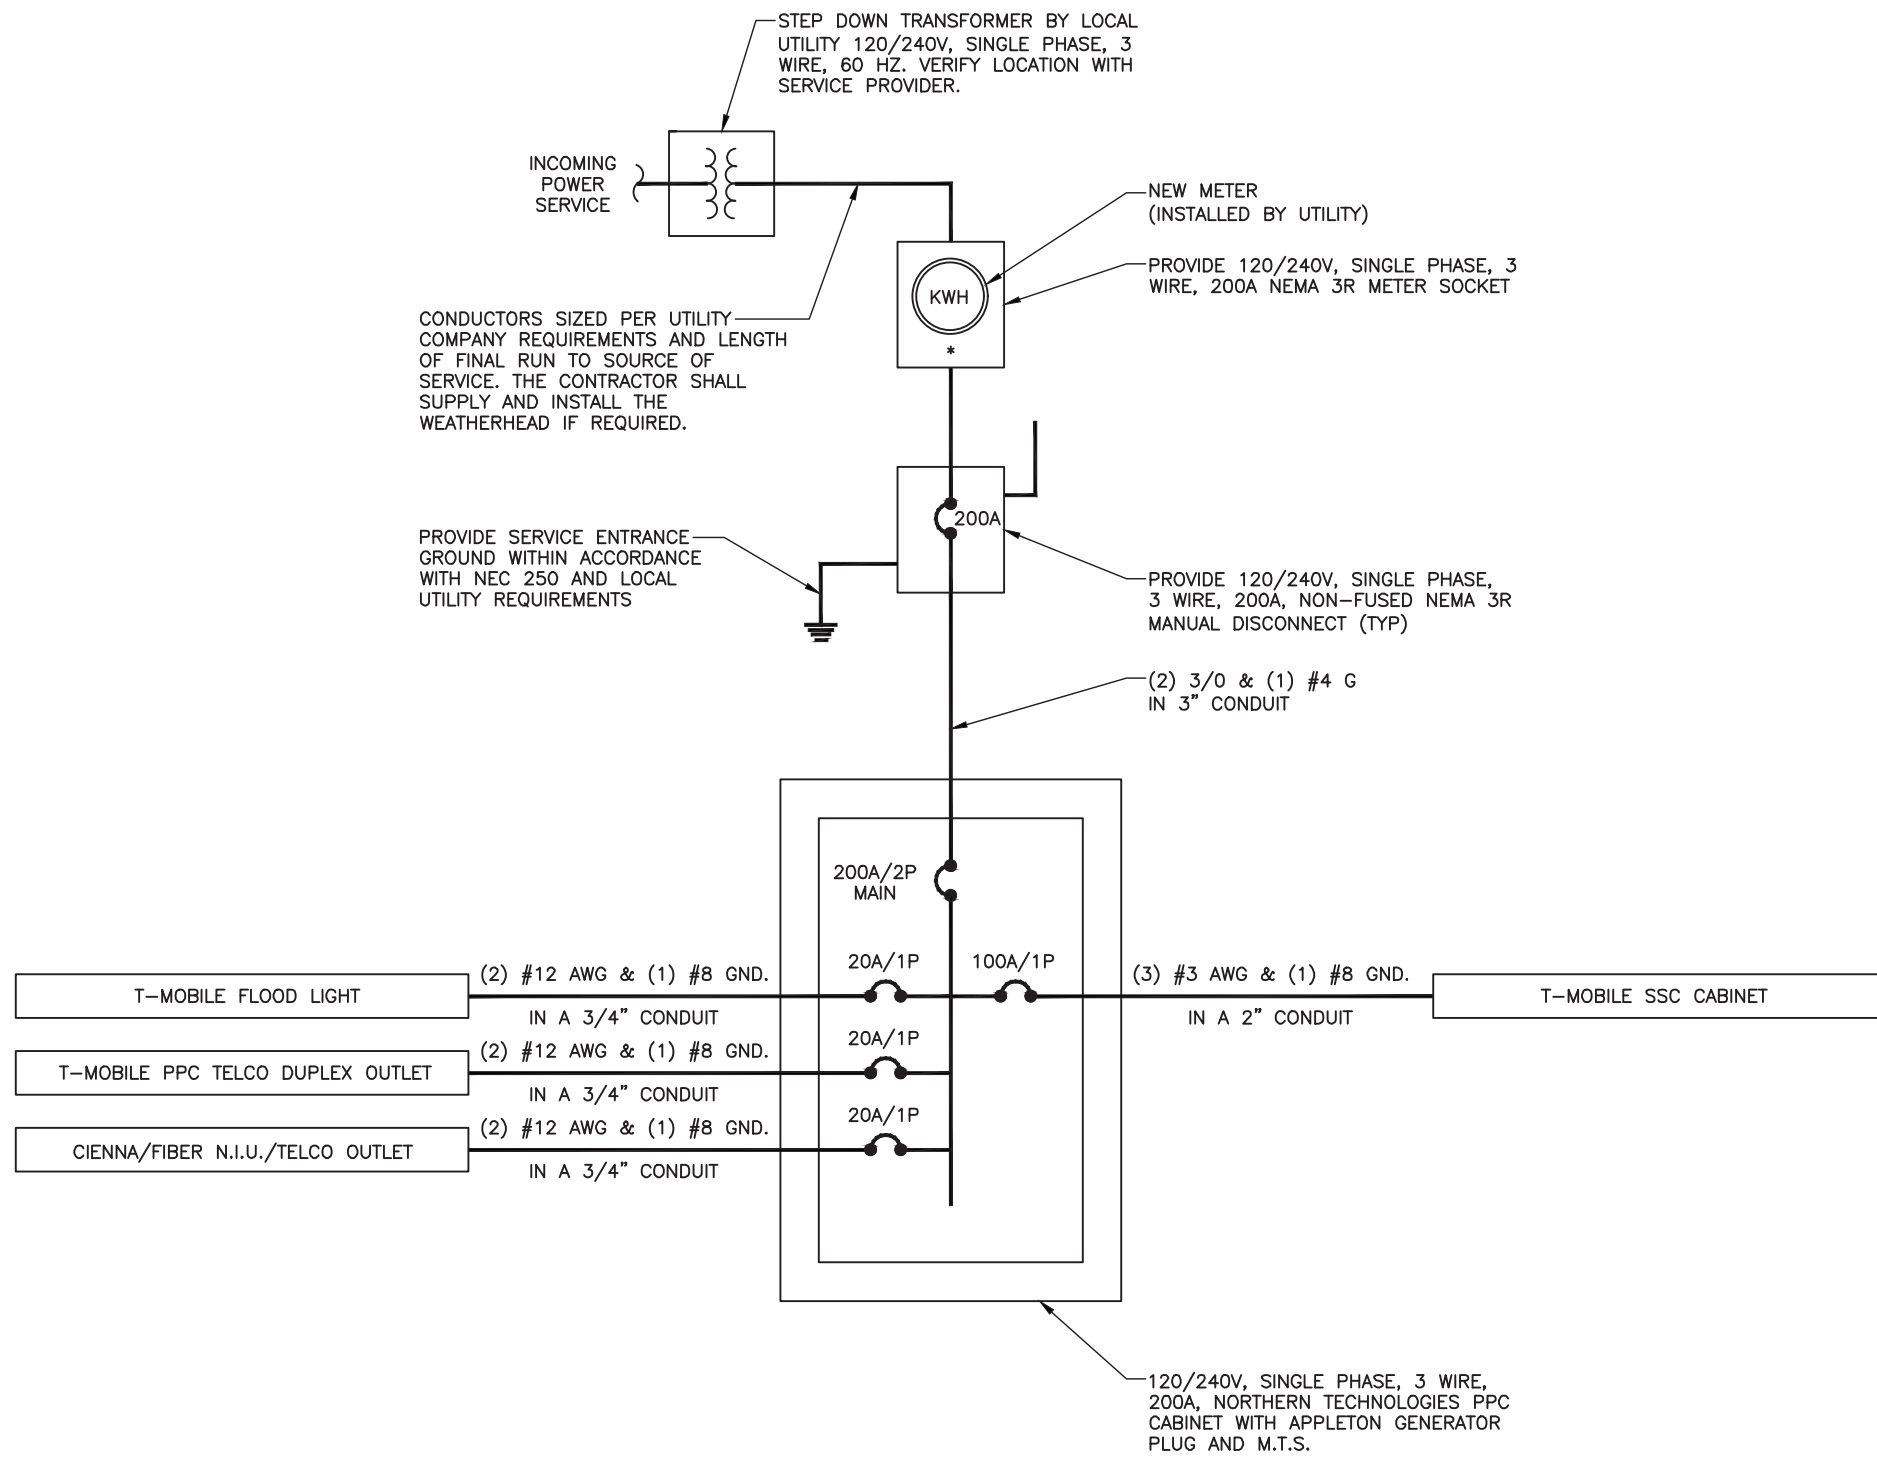 STEP DOWN TRANSFORMER BY LOCAL
UTILITY 120/240V, SINGLE PHASE, 3
WIRE, 60 HZ. VERIFY LOCATION WITH
SERVICE PROVIDER.
INCOMING
POWER
SERVICE
NEW METER
(INSTALLED BY UTILITY)
PROVIDE 120/240V, SINGLE PHASE, 3
WIRE, 200A NEMA 3R METER SOCKET
KWH
*
CONDUCTORS SIZED PER UTILITY
COMPANY REQUIREMENTS AND LENGTH
OF FINAL RUN TO SOURCE OF
SERVICE. THE CONTRACTOR SHALL
SUPPLY AND INSTALL THE
WEATHERHEAD IF REQUIRED.
200A
PROVIDE SERVICE ENTRANCE
GROUND WITHIN ACCORDANCE
WITH NEC 250 AND LOCAL
UTILITY REQUIREMENTS
PROVIDE 120/240V, SINGLE PHASE,
3 WIRE, 200A, NON-FUSED NEMA 3R
MANUAL DISCONNECT (TYP)
(2) 3/0 & (1) #4 G
IN 3" CONDUIT
200A/2P
MAIN
T-MOBILE FLOOD LIGHT
(2) #12 AWG & (1) #8 GND.
IN A 3/4" CONDUIT
20A/1P
100A/1P
(3) #3 AWG & (1) #8 GND.
IN A 2" CONDUIT
T-MOBILE SSC CABINET
T-MOBILE PPC TELCO DUPLEX OUTLET
(2) #12 AWG & (1) #8 GND.
IN A 3/4" CONDUIT
20A/1P
CIENNA/FIBER N.I.U./TELCO OUTLET
(2) #12 AWG & (1) #8 GND.
IN A 3/4" CONDUIT
20A/1P
120/240V, SINGLE PHASE, 3 WIRE,
200A, NORTHERN TECHNOLOGIES PPC
CABINET WITH APPLETON GENERATOR
PLUG AND M.T.S.